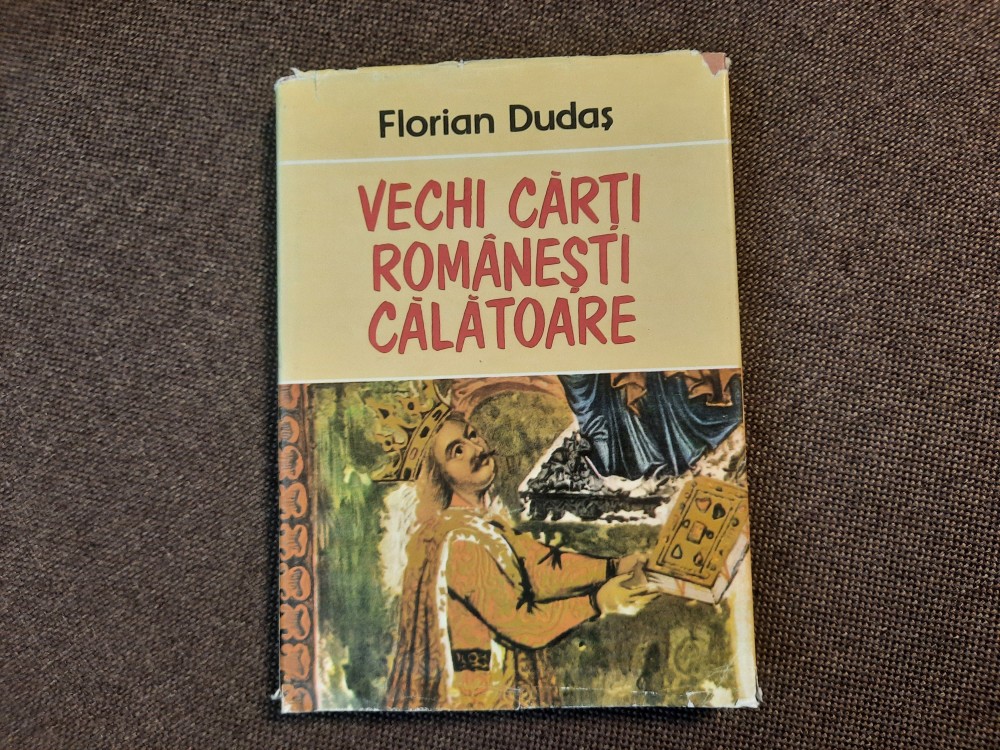 Florian Dudaş
VECHI CĂRŢI
ROMÂNEŞTI
CĂLĂTOARE